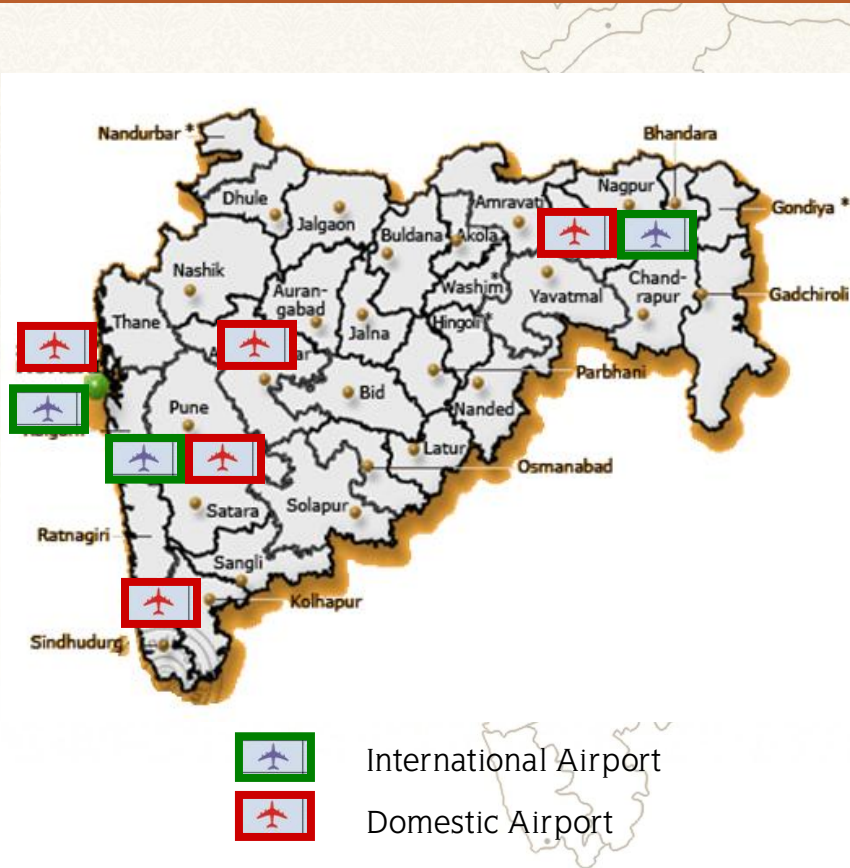 Nandurbar *
Bhandara
Nagpur
Dhule
Amravati
Gondiya *
Jalgaon
Buldana
Akola
Nashik
Washim*
Chand-
rapur
Auran-
gabad
Yavatmal
Gadchiroli
Thane
Jalna
Hingoli*
Parbhani
Bid
Pune
Nanded
Latur
Osmanabad
Satara
Solapur
Ratnagiri
Sangli
Kolhapur
Sindhudurg
International Airport
Domestic Airport